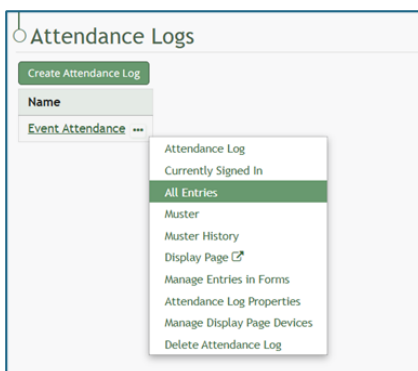 Attendance Logs
Create Attendance Log
Name
Event Attendance ...
Attendance Log
Currently Signed In
All Entries
Muster
Muster History
Display Page
Manage Entries in Forms
Attendance Log Properties
Manage Display Page Devices
Delete Attendance Log